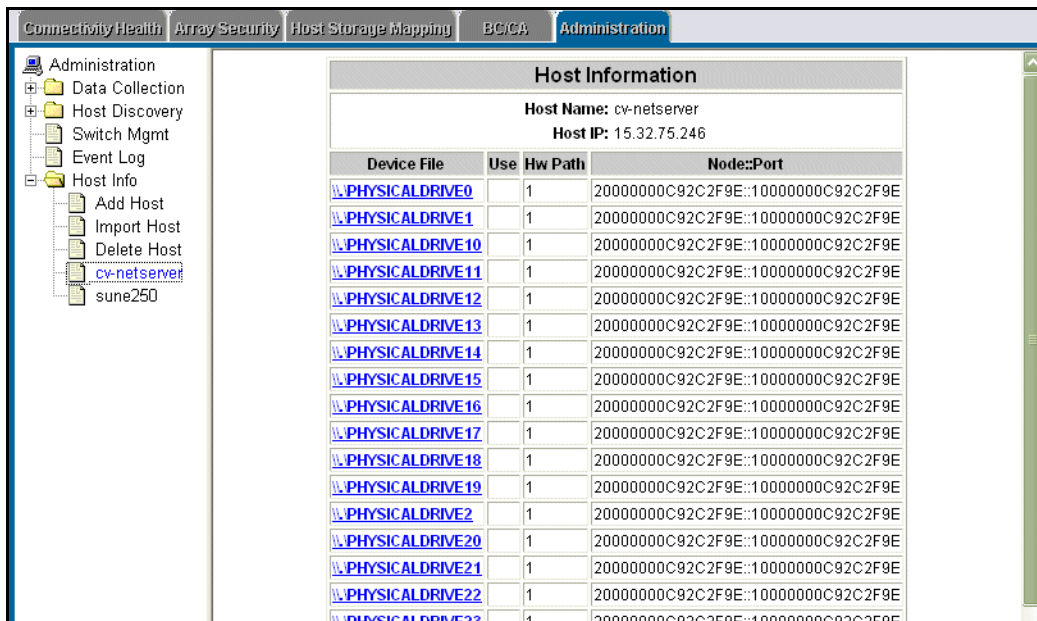 Connectivity Health Array Security Host Storage Mapping BC/CA Administration
Administration
Data Collection
Host Discovery
Switch Mgmt
Event Log
Host Info
Add Host
Import Host
Delete Host
cv-netserver
sune250
Host Information
Host Name: cv-netserver
Host IP: 15.32.75.246
Device File Use Hw Path Node::Port
\\.\PHYSICALDRIVE0 1 20000000C92C2F9E::10000000C92C2F9E
\\.\PHYSICALDRIVE1 1 20000000C92C2F9E::10000000C92C2F9E
\\.\PHYSICALDRIVE10 1 20000000C92C2F9E::10000000C92C2F9E
\\.\PHYSICALDRIVE11 1 20000000C92C2F9E::10000000C92C2F9E
\\.\PHYSICALDRIVE12 1 20000000C92C2F9E::10000000C92C2F9E
\\.\PHYSICALDRIVE13 1 20000000C92C2F9E::10000000C92C2F9E
\\.\PHYSICALDRIVE14 1 20000000C92C2F9E::10000000C92C2F9E
\\.\PHYSICALDRIVE15 1 20000000C92C2F9E::10000000C92C2F9E
\\.\PHYSICALDRIVE16 1 20000000C92C2F9E::10000000C92C2F9E
\\.\PHYSICALDRIVE17 1 20000000C92C2F9E::10000000C92C2F9E
\\.\PHYSICALDRIVE18 1 20000000C92C2F9E::10000000C92C2F9E
\\.\PHYSICALDRIVE19 1 20000000C92C2F9E::10000000C92C2F9E
\\.\PHYSICALDRIVE2 1 20000000C92C2F9E::10000000C92C2F9E
\\.\PHYSICALDRIVE20 1 20000000C92C2F9E::10000000C92C2F9E
\\.\PHYSICALDRIVE21 1 20000000C92C2F9E::10000000C92C2F9E
\\.\PHYSICALDRIVE22 1 20000000C92C2F9E::10000000C92C2F9E
\\.\PHYSICALDRIVE23 1 20000000C92C2F9E::10000000C92C2F9E